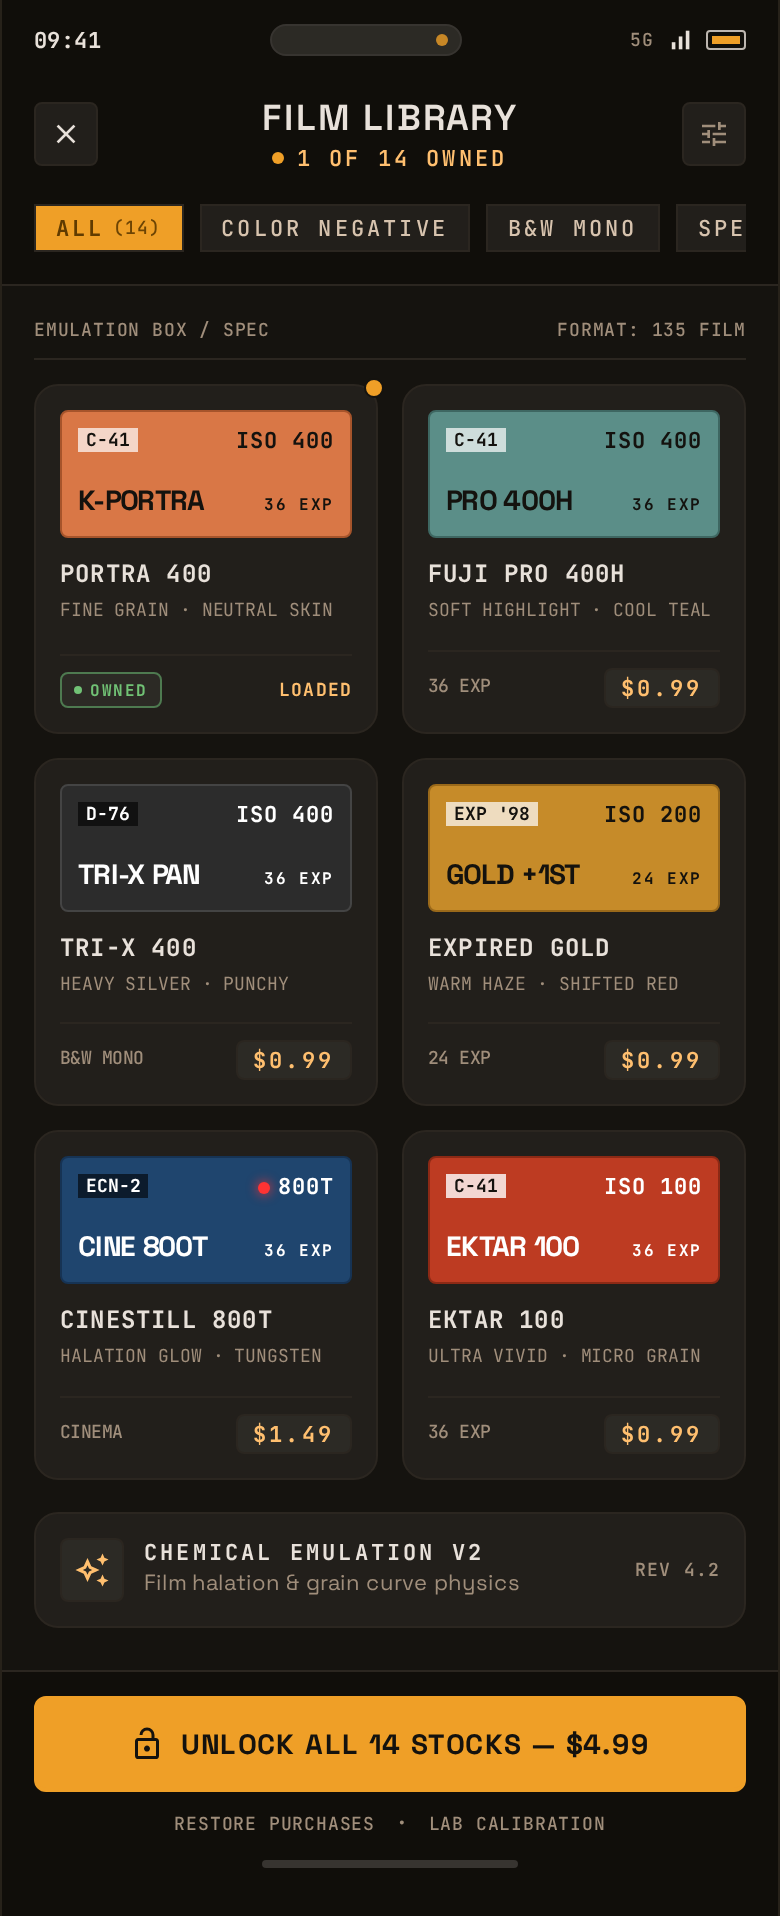 09:41
5G
FILM LIBRARY
1 OF 14 OWNED
ALL (14)
COLOR NEGATIVE
B&W MONO
SPE
EMULATION BOX / SPEC
FORMAT: 135 FILM
C-41
ISO 400
K-PORTRA
36 EXP
PORTRA 400
FINE GRAIN · NEUTRAL SKIN
OWNED
LOADED
C-41
ISO 400
PRO 400H
36 EXP
FUJI PRO 400H
SOFT HIGHLIGHT · COOL TEAL
36 EXP
$0.99
D-76
ISO 400
TRI-X PAN
36 EXP
TRI-X 400
HEAVY SILVER · PUNCHY
B&W MONO
$0.99
EXP '98
ISO 200
GOLD +1ST
24 EXP
EXPIRED GOLD
WARM HAZE · SHIFTED RED
24 EXP
$0.99
ECN-2
800T
CINE 800T
36 EXP
CINESTILL 800T
HALATION GLOW · TUNGSTEN
CINEMA
$1.49
C-41
ISO 100
EKTAR 100
36 EXP
EKTAR 100
ULTRA VIVID · MICRO GRAIN
36 EXP
$0.99
CHEMICAL EMULATION V2
Film halation & grain curve physics
REV 4.2
UNLOCK ALL 14 STOCKS — $4.99
RESTORE PURCHASES · LAB CALIBRATION